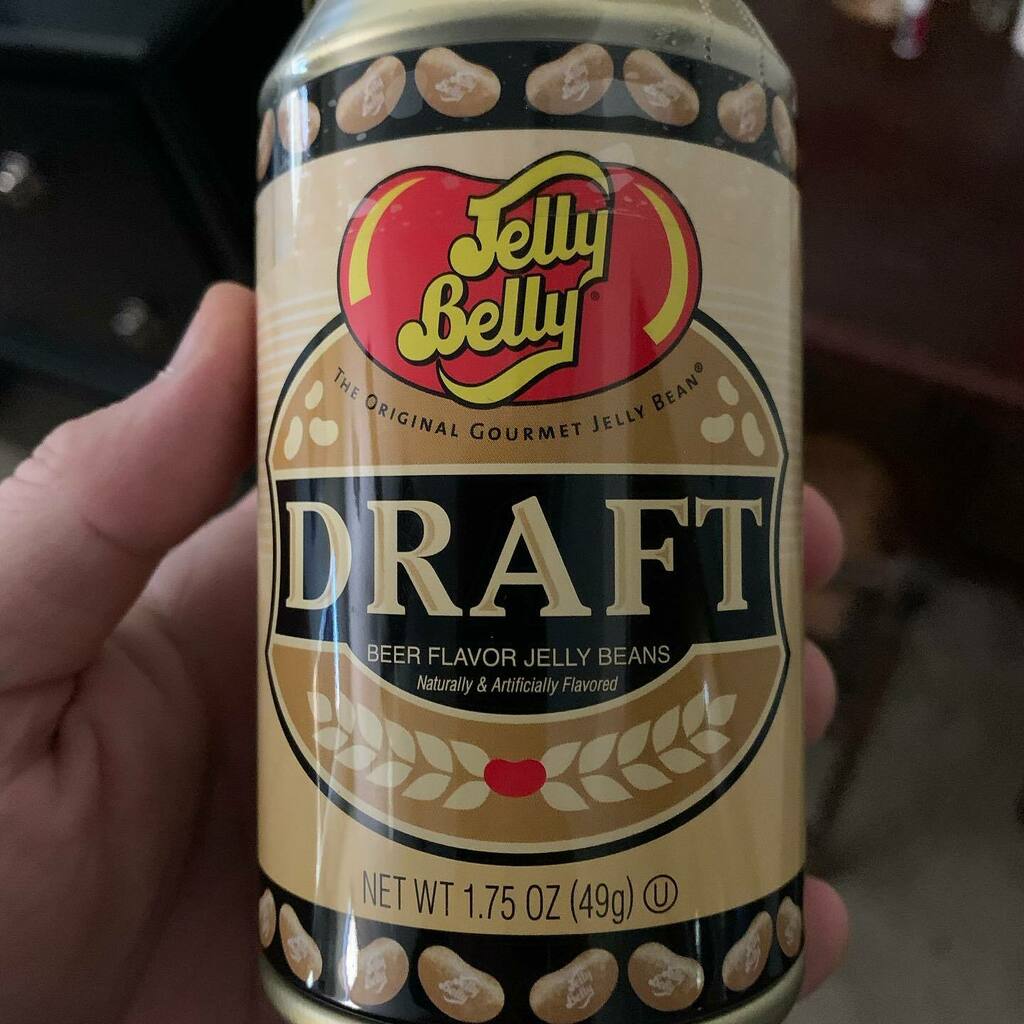 Jelly
Belly®
THE ORIGINAL GOURMET JELLY BEAN®
DRAFT
BEER FLAVOR JELLY BEANS
Naturally & Artificially Flavored
NET WT 1.75 OZ (49g) Ⓤ